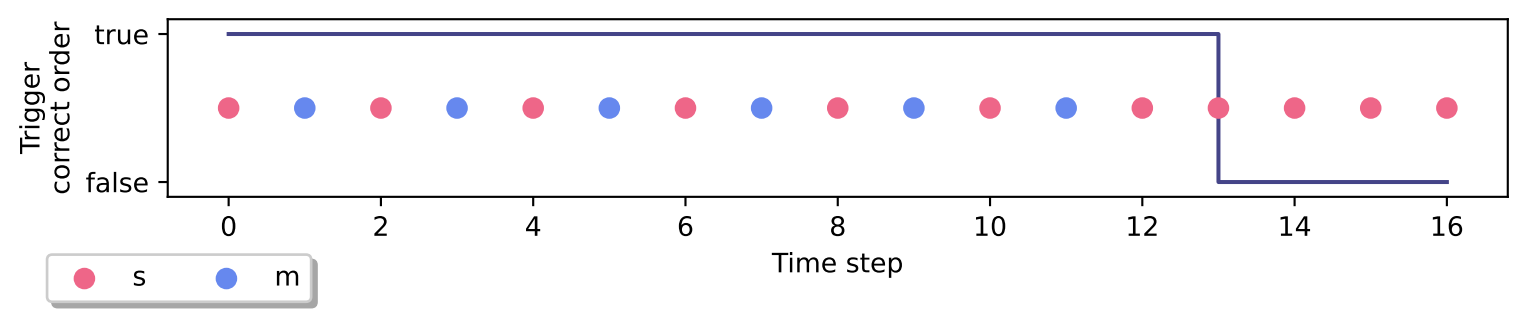 Trigger
correct order
true
false
0 2 4 6 8 10 12 14 16
Time step
s m